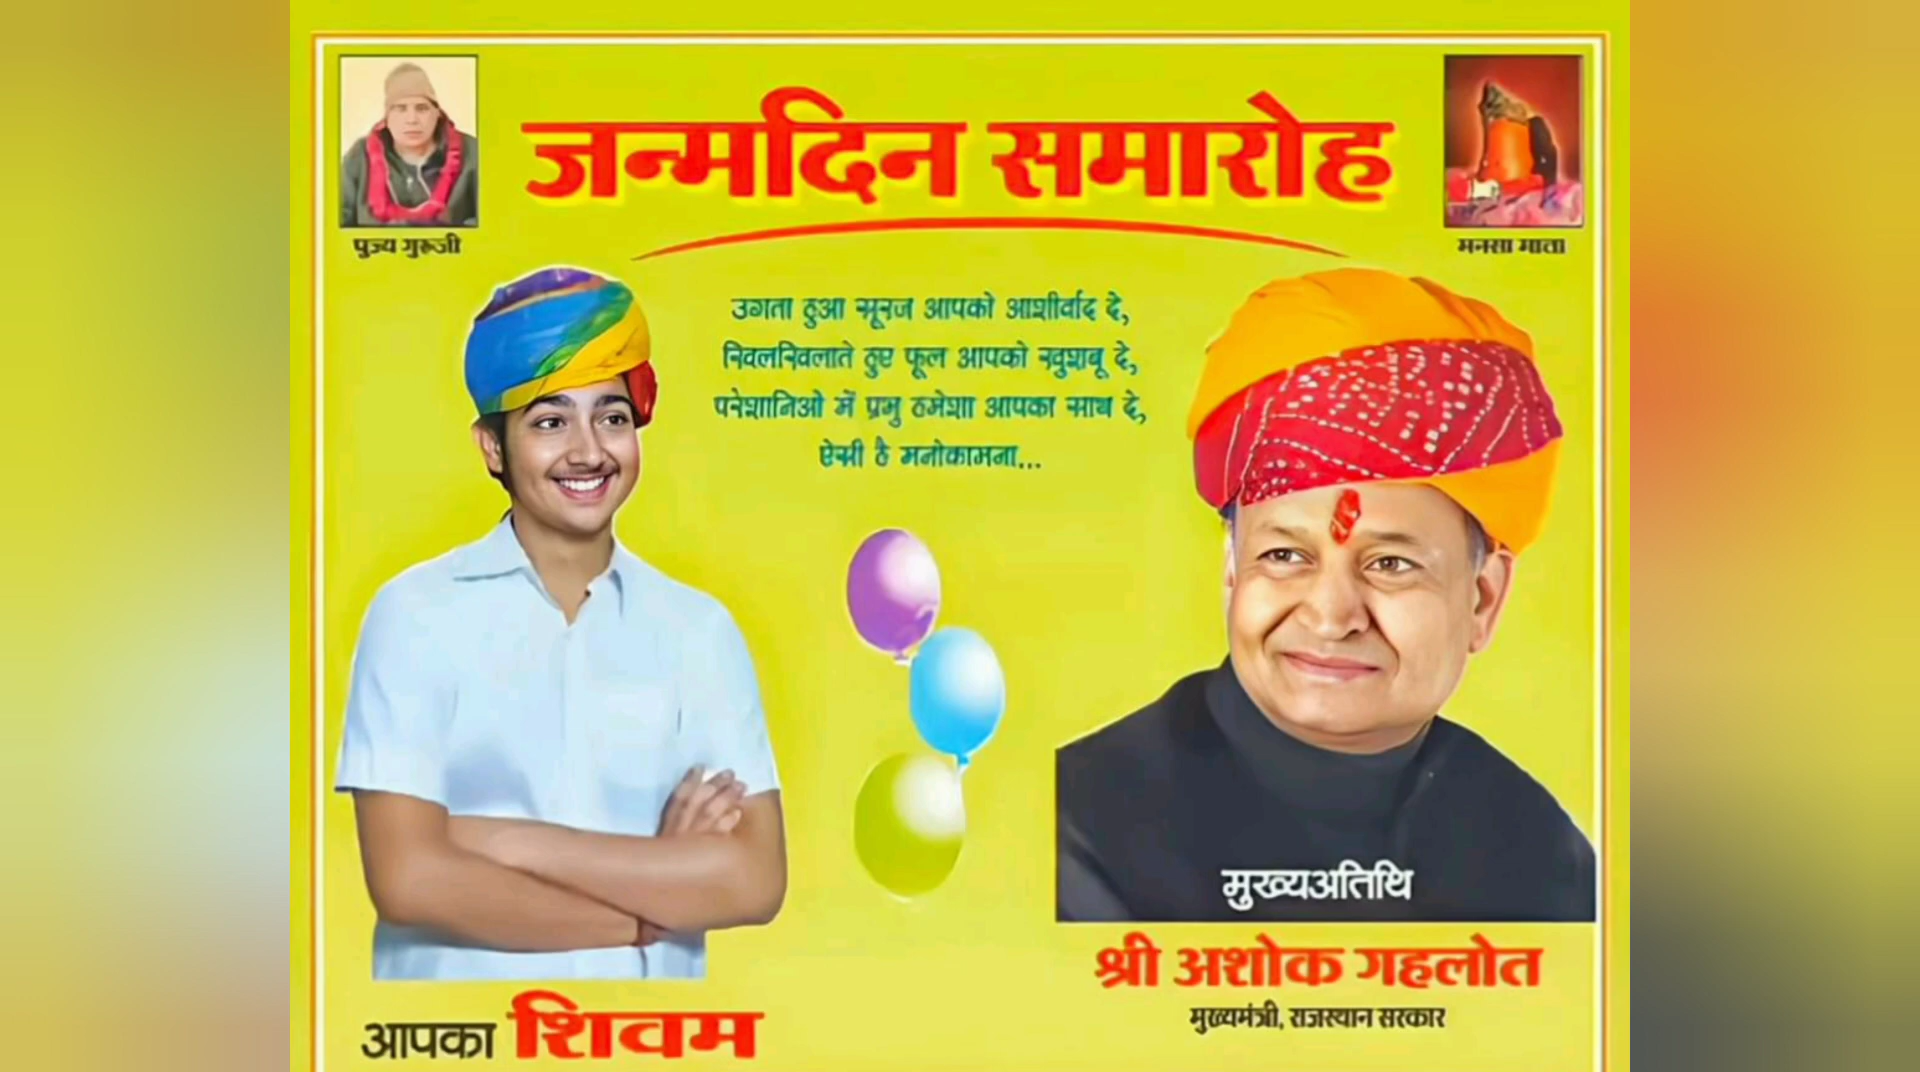 जन्मदिन समारोह
पुज्य गुरूजी
मनसा माता
उगता हुआ सूरज आपको आशीर्वाद दे,
खिलखिलाते हुए फूल आपको खुशबू दे,
परेशानिओ में प्रभु हमेशा आपका साथ दे,
ऐसी है मनोकामना...
मुख्यअतिथि
श्री अशोक गहलोत
मुख्यमंत्री, राजस्थान सरकार
आपका शिवम